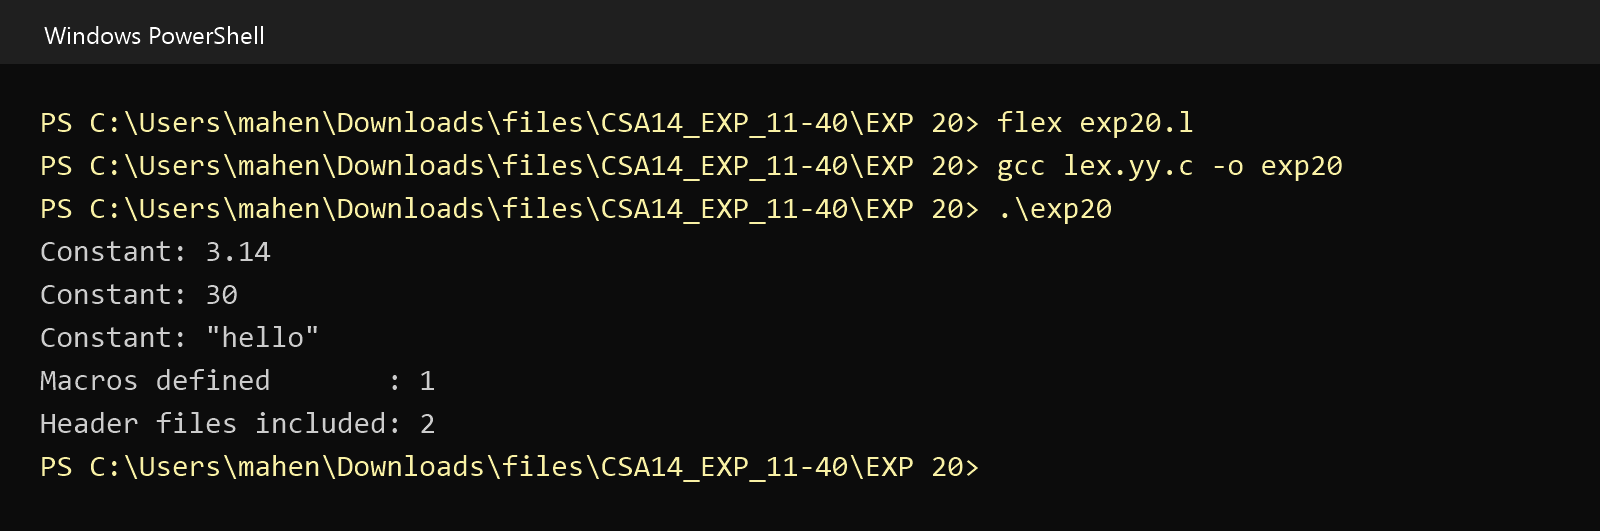 Windows PowerShell
PS C:\Users\mahen\Downloads\files\CSA14_EXP_11-40\EXP 20> flex exp20.l
PS C:\Users\mahen\Downloads\files\CSA14_EXP_11-40\EXP 20> gcc lex.yy.c -o exp20
PS C:\Users\mahen\Downloads\files\CSA14_EXP_11-40\EXP 20> .\exp20
Constant: 3.14
Constant: 30
Constant: "hello"
Macros defined       : 1
Header files included: 2
PS C:\Users\mahen\Downloads\files\CSA14_EXP_11-40\EXP 20>